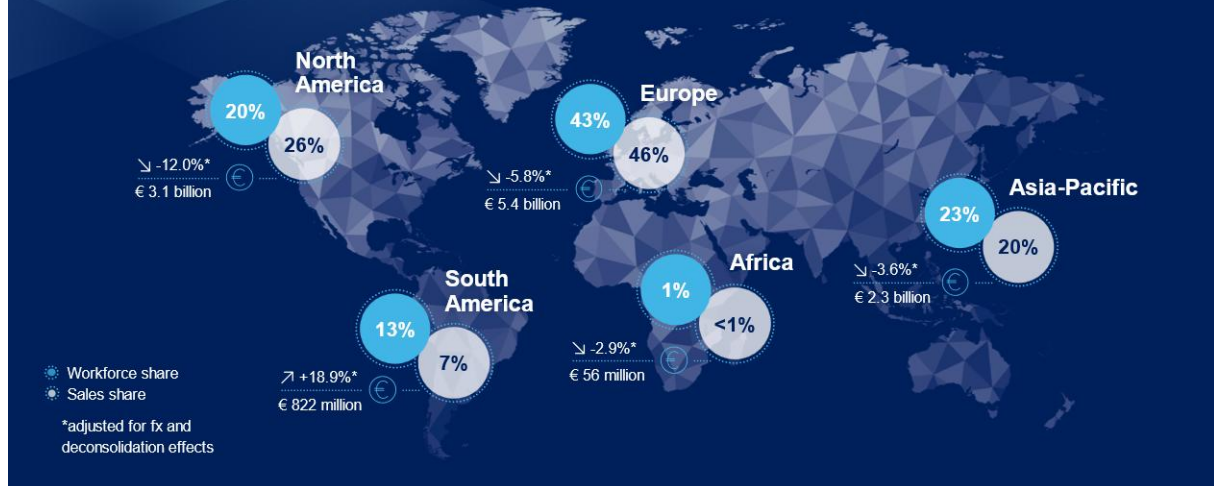 North
America
20%
26%
↘ -12.0%*
€ 3.1 billion
Europe
43%
46%
↘ -5.8%*
€ 5.4 billion
Asia-Pacific
23%
20%
↘ -3.6%*
€ 2.3 billion
Africa
1%
<1%
↘ -2.9%*
€ 56 million
South
America
13%
7%
↗ +18.9%*
€ 822 million
Workforce share
Sales share
*adjusted for fx and
deconsolidation effects